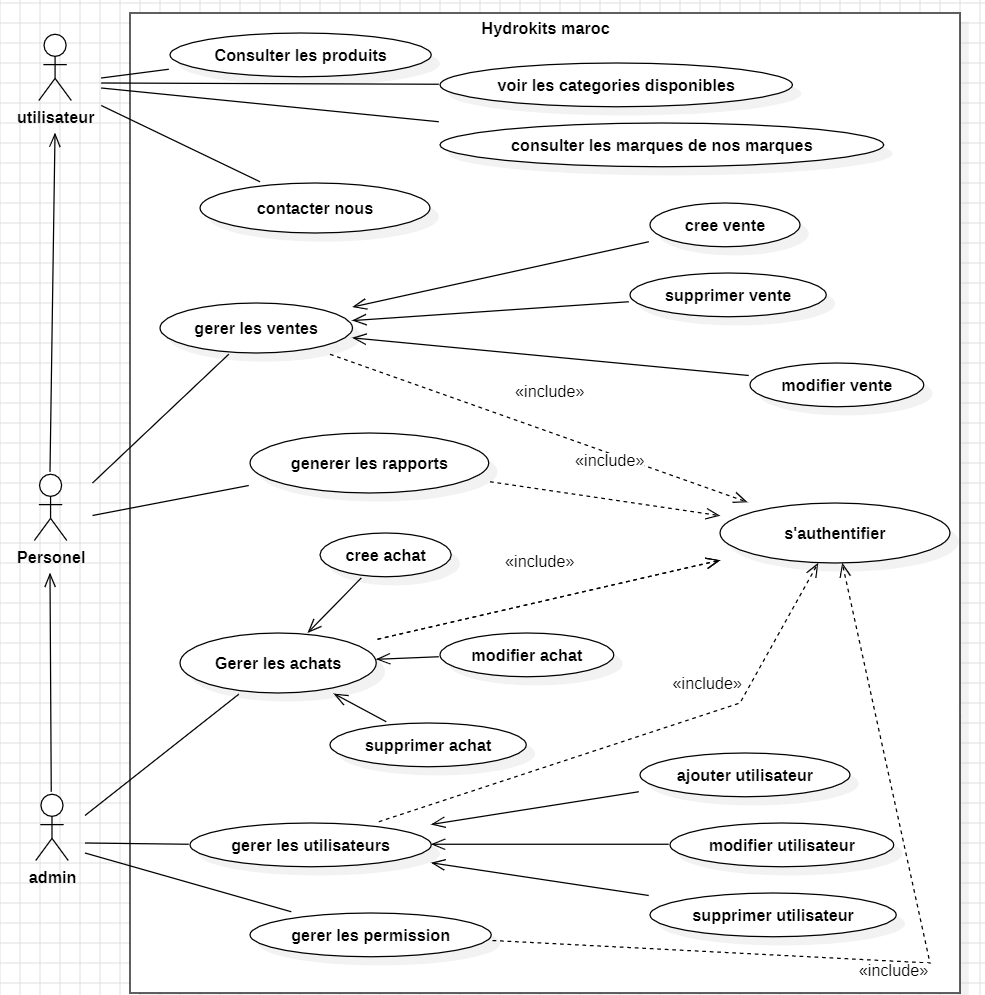 Hydrokits maroc
Consulter les produits
voir les categories disponibles
utilisateur
consulter les marques de nos marques
contacter nous
cree vente
supprimer vente
gerer les ventes
modifier vente
«include»
generer les rapports
«include»
s'authentifier
Personel
cree achat
«include»
Gerer les achats
modifier achat
«include»
supprimer achat
ajouter utilisateur
gerer les utilisateurs
modifier utilisateur
admin
supprimer utilisateur
gerer les permission
«include»